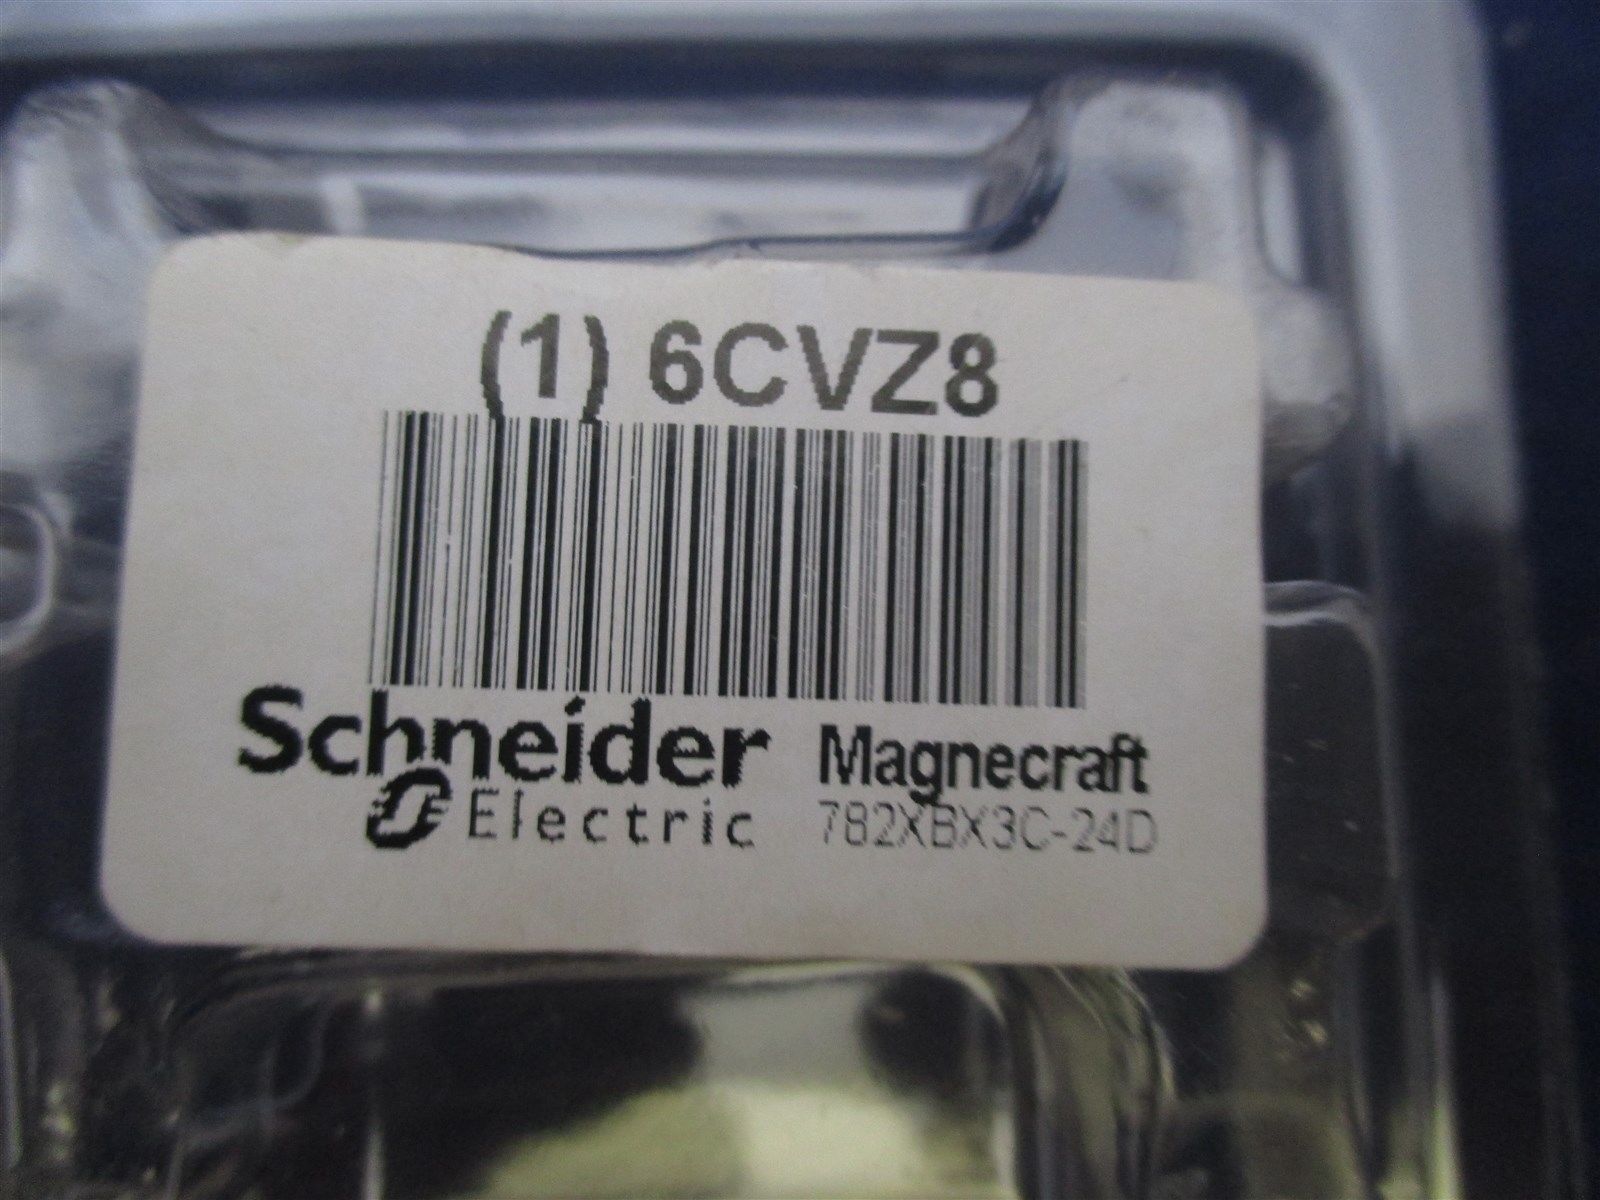 (1) 6CVZ8
Schneider Magnecraft
Electric 782XBX3C-24D